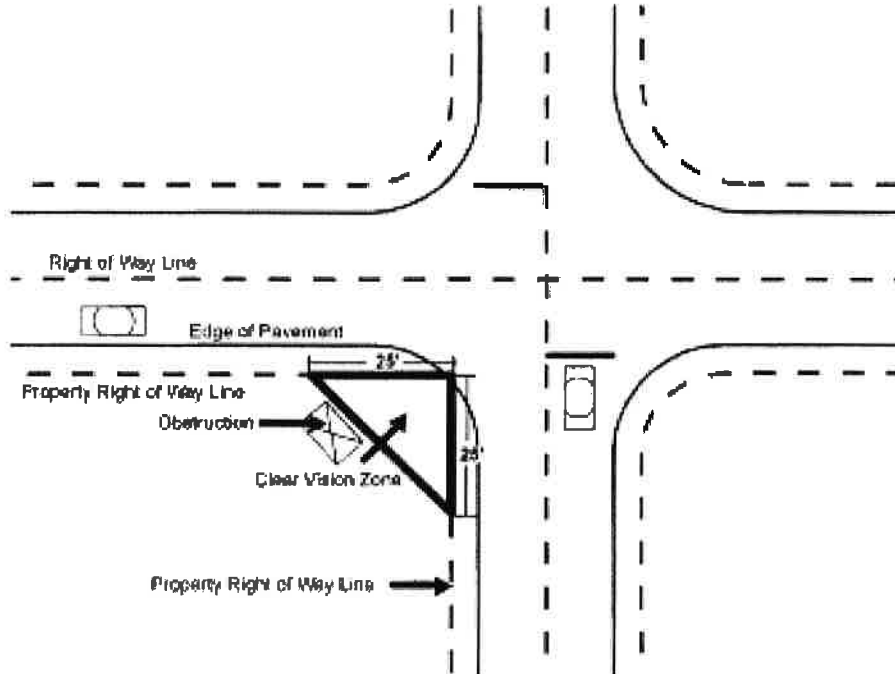 Right of Way Line
Edge of Pavement
25'
Property Right of Way Line
Obstruction
25'
Clear Vision Zone
Property Right of Way Line